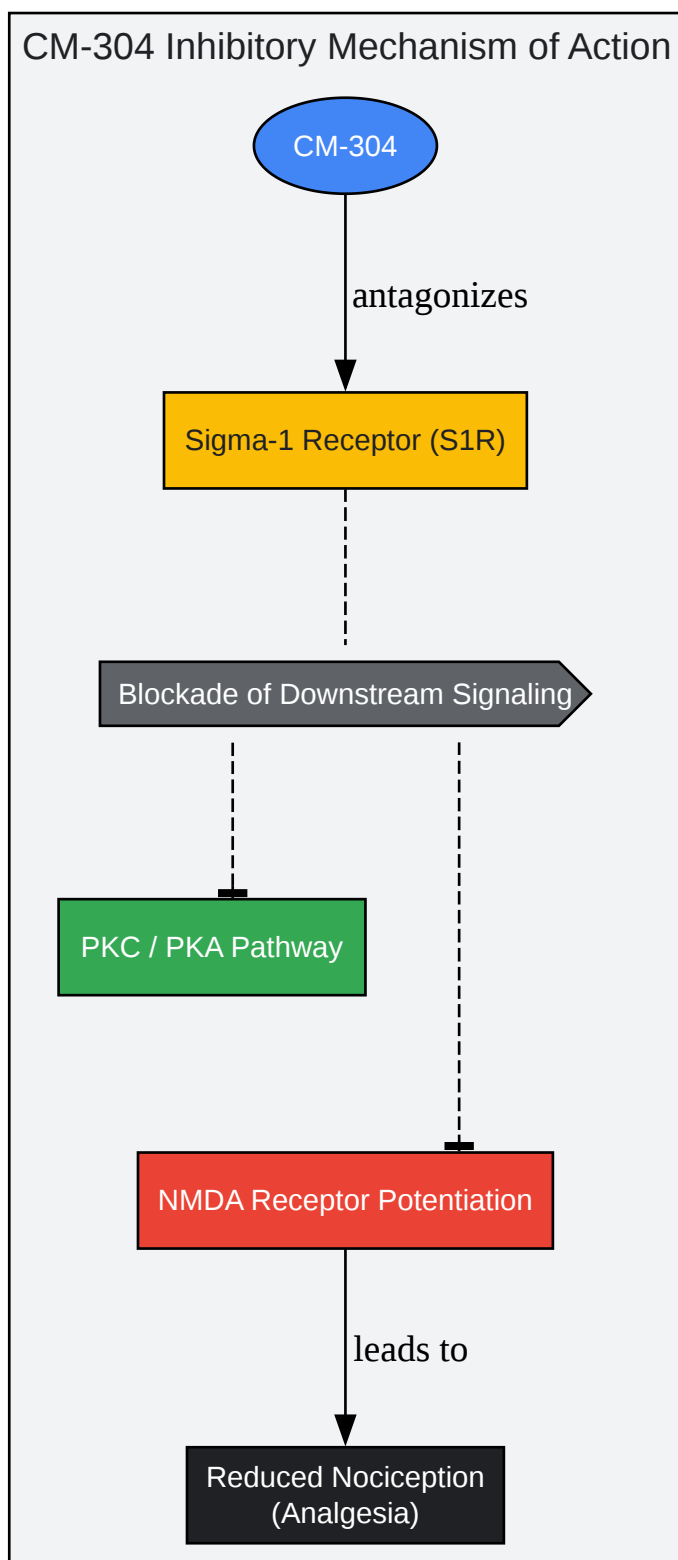 CM-304 Inhibitory Mechanism of Action
CM-304
antagonizes
Sigma-1 Receptor (S1R)
Blockade of Downstream Signaling
PKC / PKA Pathway
NMDA Receptor Potentiation
leads to
Reduced Nociception
(Analgesia)